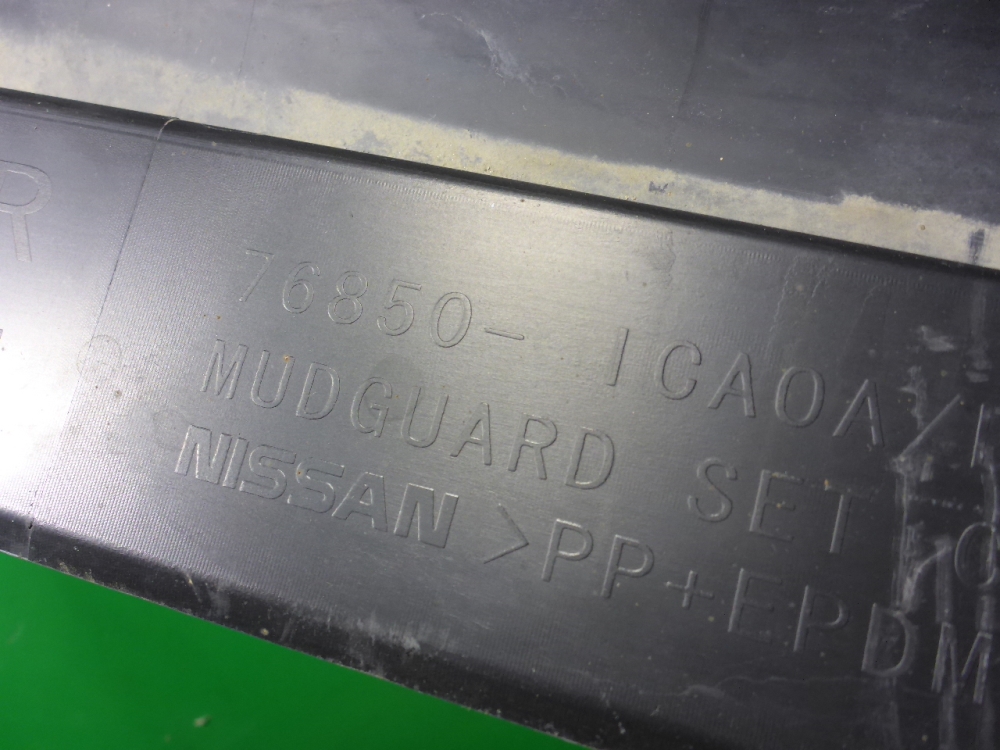 R
76850- 1CA0A/
MUDGUARD SET
NISSAN >PP+EPDM